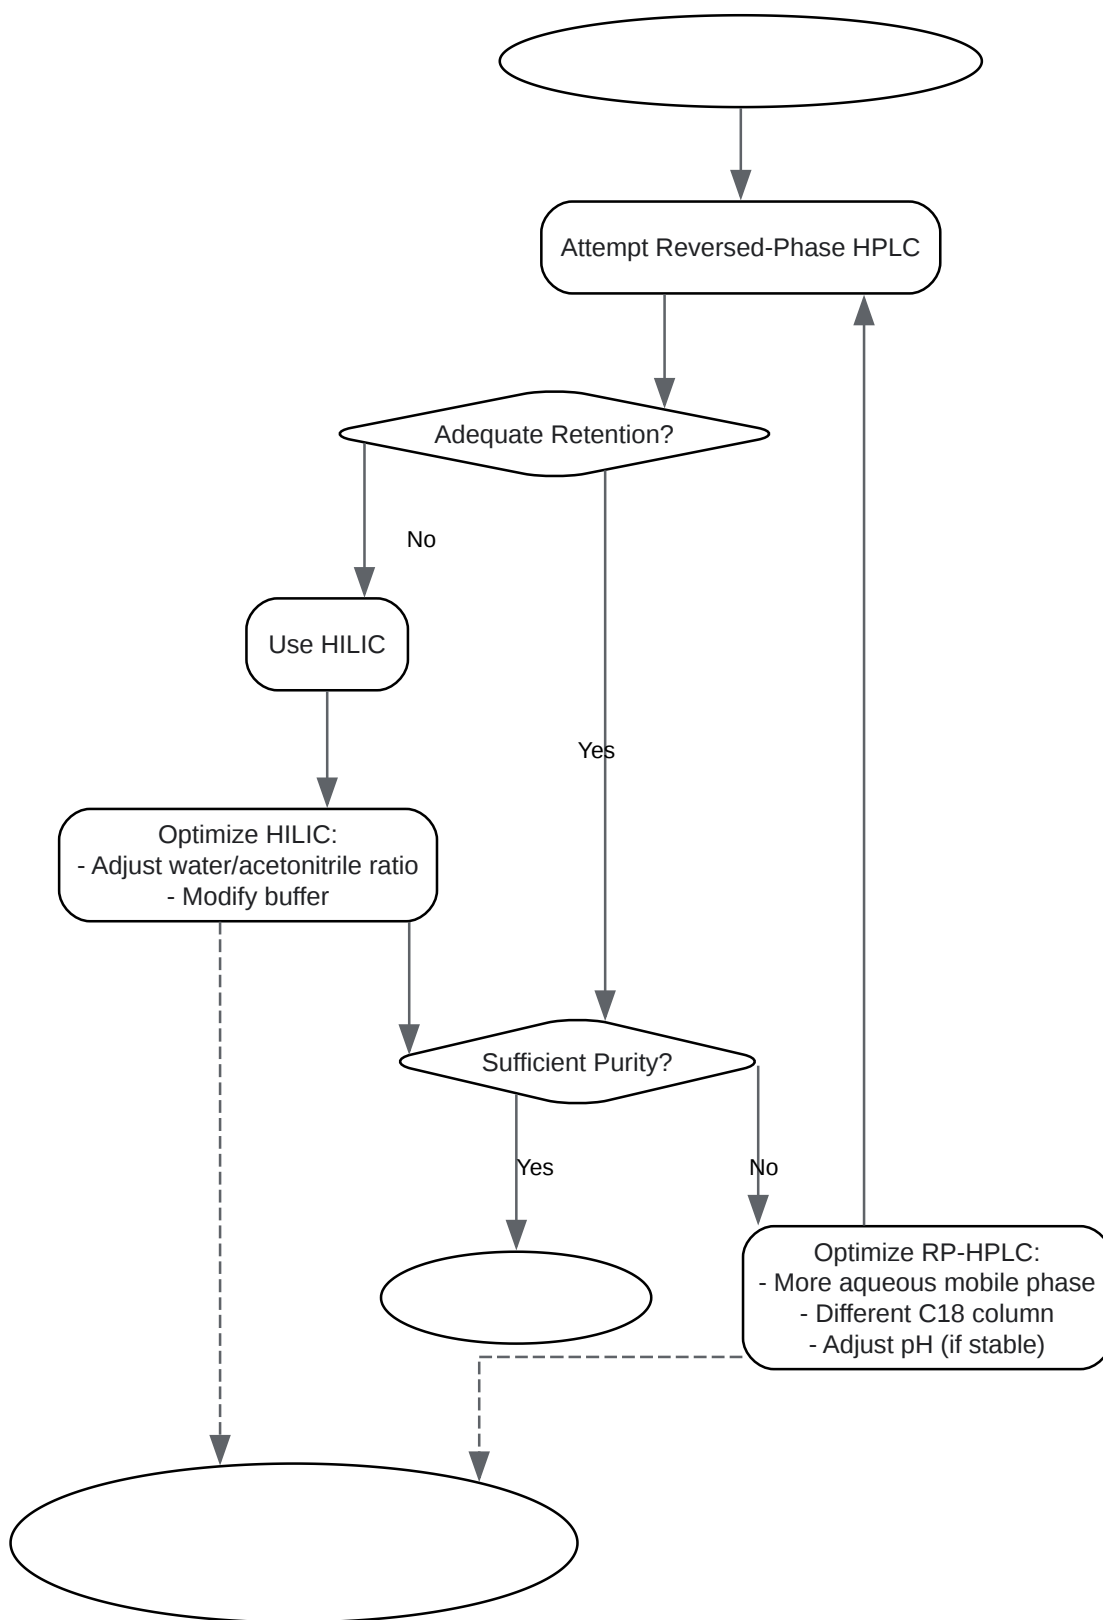 Attempt Reversed-Phase HPLC
Adequate Retention?
No
Use HILIC
Yes
Optimize HILIC:
- Adjust water/acetonitrile ratio
- Modify buffer
Sufficient Purity?
Yes
No
Optimize RP-HPLC:
- More aqueous mobile phase
- Different C18 column
- Adjust pH (if stable)